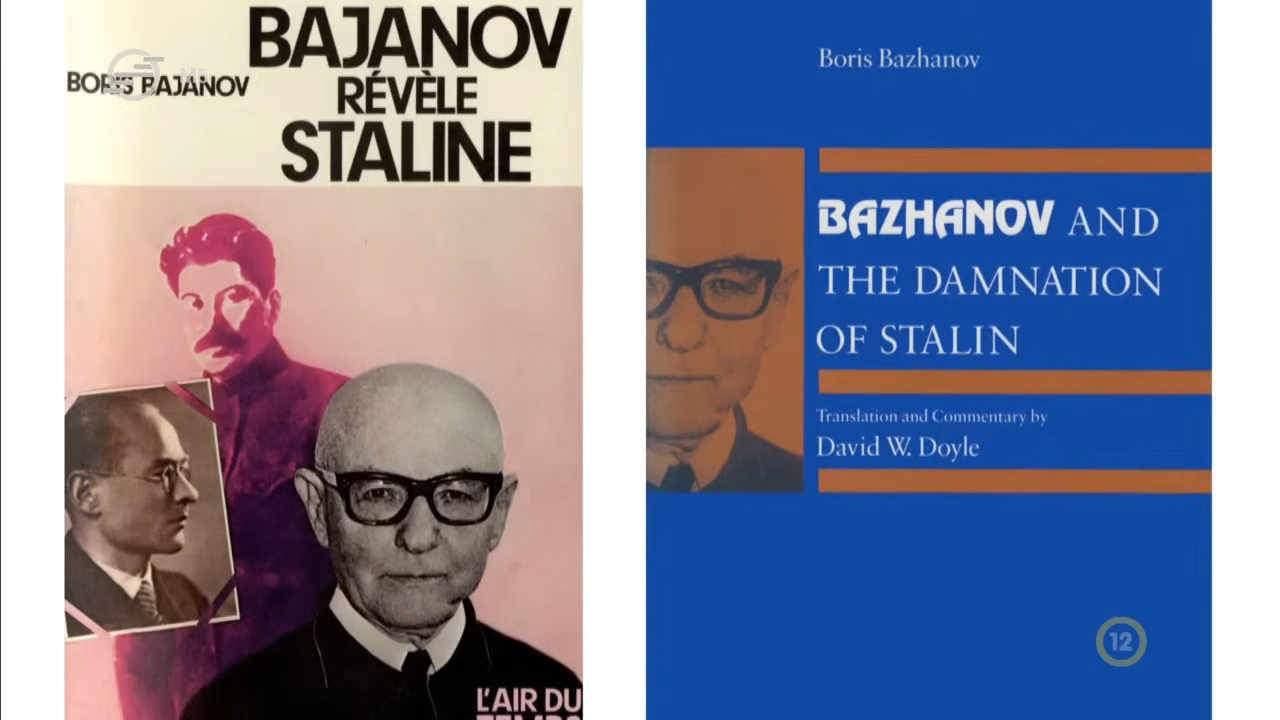 BAJANOV
BORIS BAJANOV
RÉVÈLE
STALINE
L'AIR DU
TEMPS
Boris Bazhanov
BAZHANOV AND
THE DAMNATION
OF STALIN
Translation and Commentary by
David W. Doyle
12